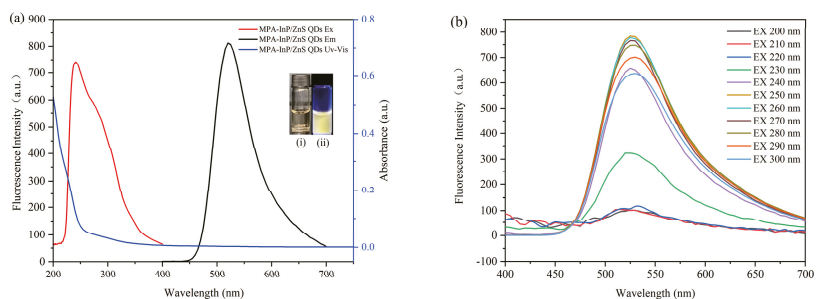 (a)
MPA-InP/ZnS QDs Ex
MPA-InP/ZnS QDs Em
MPA-InP/ZnS QDs Uv-Vis
Fluorescence Intensity (a.u.)
900
800
700
600
500
400
300
200
100
0
200
300
400
500
600
700
Wavelength (nm)
0.8
0.6
0.4
0.2
0.0
Absorbance (a.u.)
(i)
(ii)
(b)
EX 200 nm
EX 210 nm
EX 220 nm
EX 230 nm
EX 240 nm
EX 250 nm
EX 260 nm
EX 270 nm
EX 280 nm
EX 290 nm
EX 300 nm
Fluorescence Intensity (a.u.)
800
700
600
500
400
300
200
100
0
-100
400
450
500
550
600
650
700
Wavelength (nm)